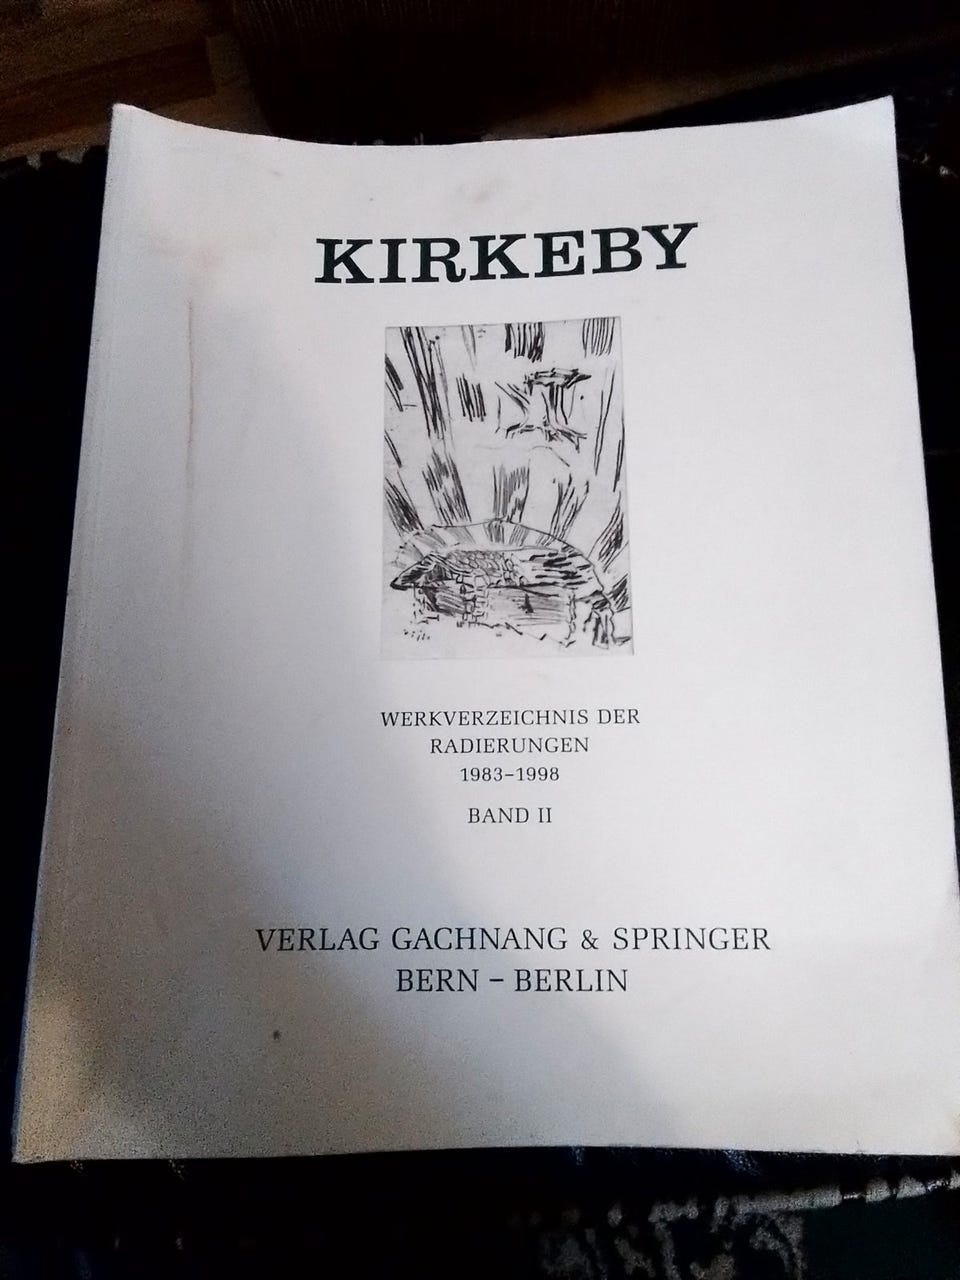 KIRKEBY
WERKVERZEICHNIS DER
RADIERUNGEN
1983–1998
BAND II
VERLAG GACHNANG & SPRINGER
BERN – BERLIN